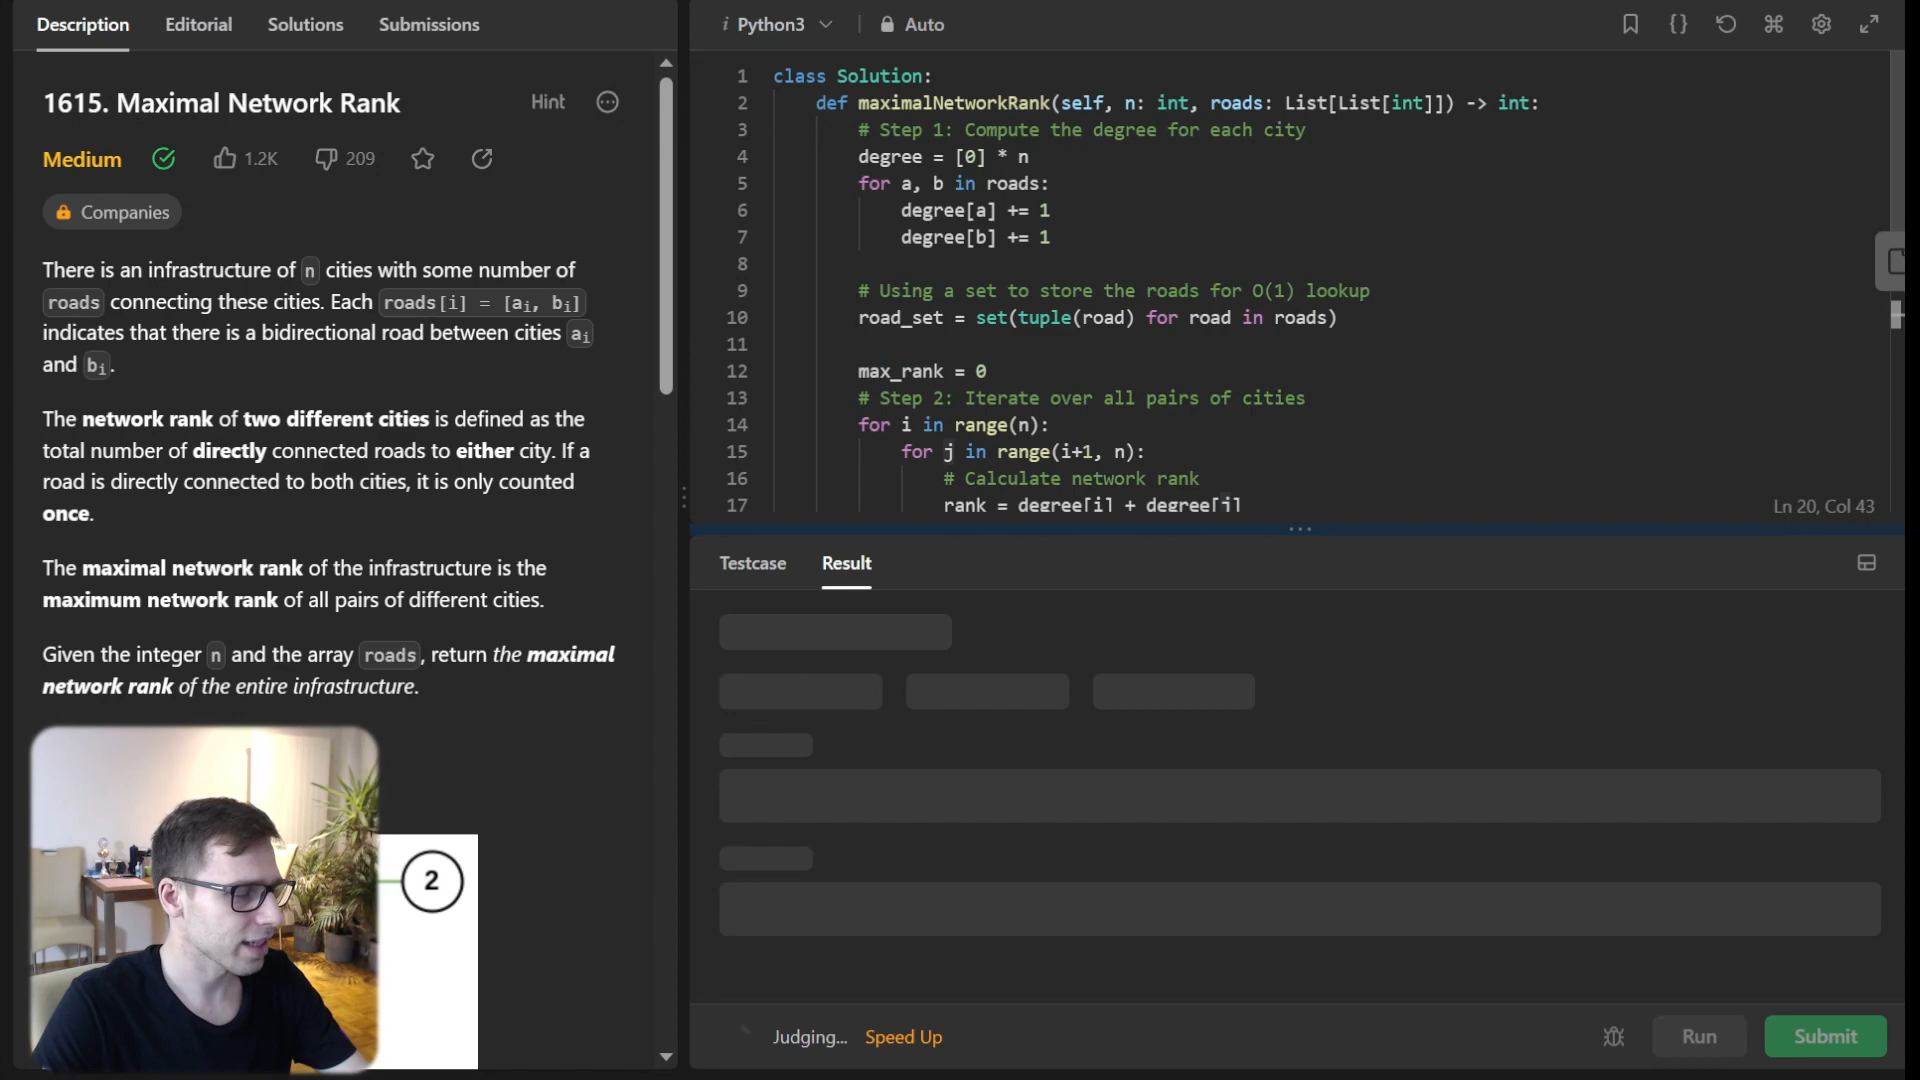 Description Editorial Solutions Submissions
1615. Maximal Network Rank Hint
Medium 1.2K 209
Companies
There is an infrastructure of n cities with some number of
roads connecting these cities. Each roads[i] = [ai, bi]
indicates that there is a bidirectional road between cities ai
and bi.
The network rank of two different cities is defined as the
total number of directly connected roads to either city. If a
road is directly connected to both cities, it is only counted
once.
The maximal network rank of the infrastructure is the
maximum network rank of all pairs of different cities.
Given the integer n and the array roads, return the maximal
network rank of the entire infrastructure.
2
i Python3 Auto
1 class Solution:
2 def maximalNetworkRank(self, n: int, roads: List[List[int]]) -> int:
3 # Step 1: Compute the degree for each city
4 degree = [0] * n
5 for a, b in roads:
6 degree[a] += 1
7 degree[b] += 1
8
9 # Using a set to store the roads for O(1) lookup
10 road_set = set(tuple(road) for road in roads)
11
12 max_rank = 0
13 # Step 2: Iterate over all pairs of cities
14 for i in range(n):
15 for j in range(i+1, n):
16 # Calculate network rank
17 rank = degree[i] + degree[j]
Ln 20, Col 43
Testcase Result
Judging... Speed Up Run Submit